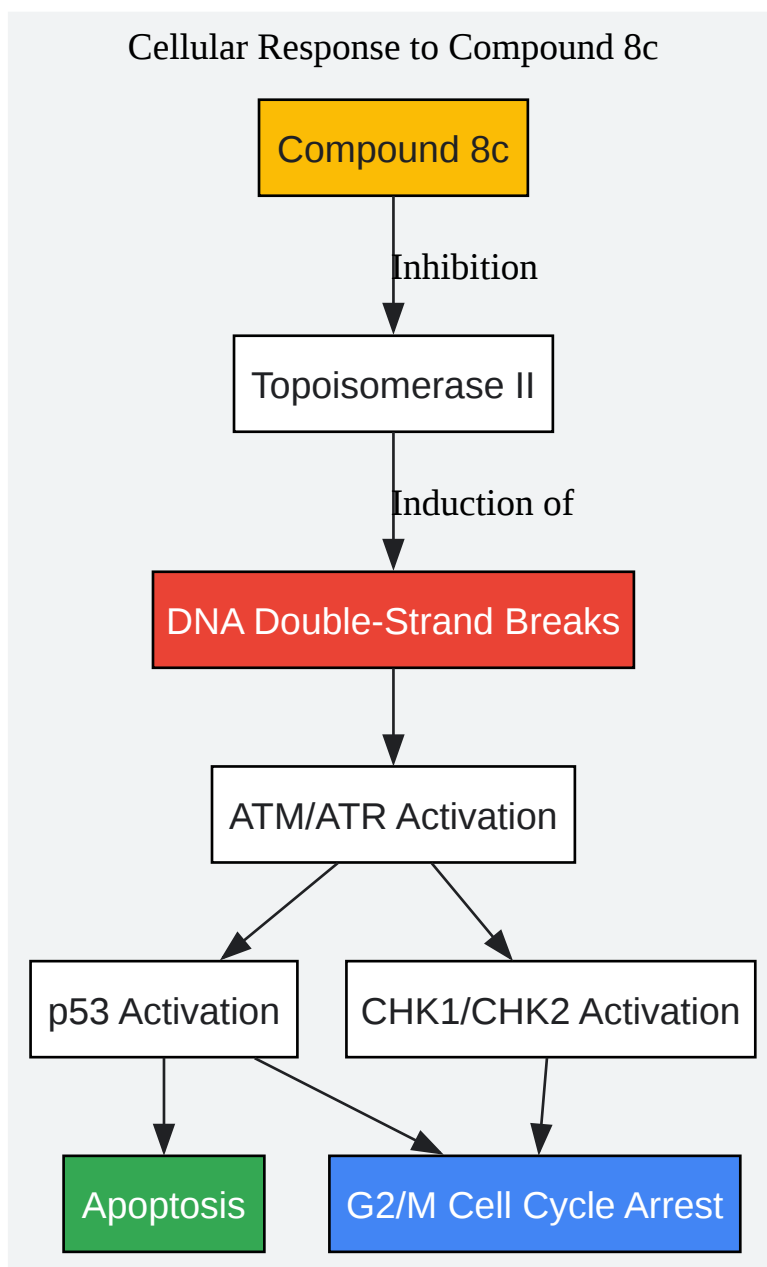 Cellular Response to Compound 8c
Compound 8c
Inhibition
Topoisomerase II
Induction of
DNA Double-Strand Breaks
ATM/ATR Activation
p53 Activation
CHK1/CHK2 Activation
Apoptosis
G2/M Cell Cycle Arrest